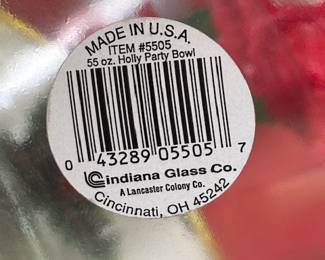 MADE IN U.S.A.
ITEM #5505
55 oz. Holly Party Bowl
0 43289 05505 7
indiana Glass Co.
A Lancaster Colony Co.
Cincinnati, OH 45242